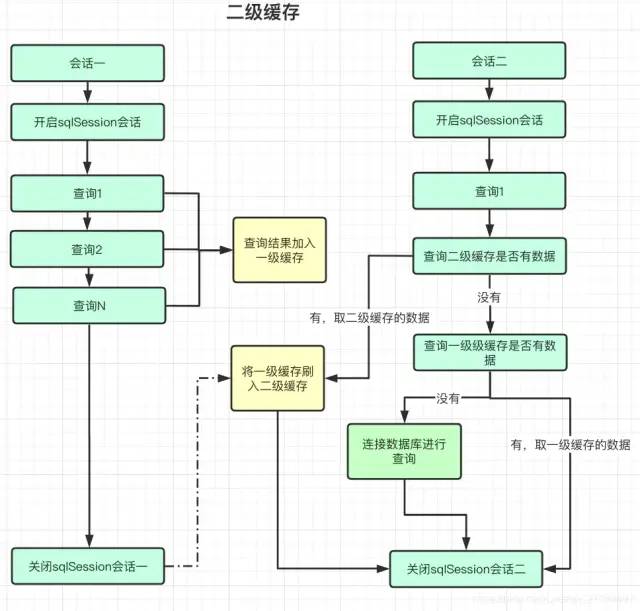 二级缓存
会话一
开启sqlSession会话
查询1
查询2
查询N
关闭sqlSession会话一
查询结果加入
一级缓存
将一级缓存刷
入二级缓存
会话二
开启sqlSession会话
查询1
查询二级缓存是否有数据
没有
有，取二级缓存的数据
查询一级级缓存是否有数
据
没有
有，取一级缓存的数据
连接数据库进行
查询
关闭sqlSession会话二